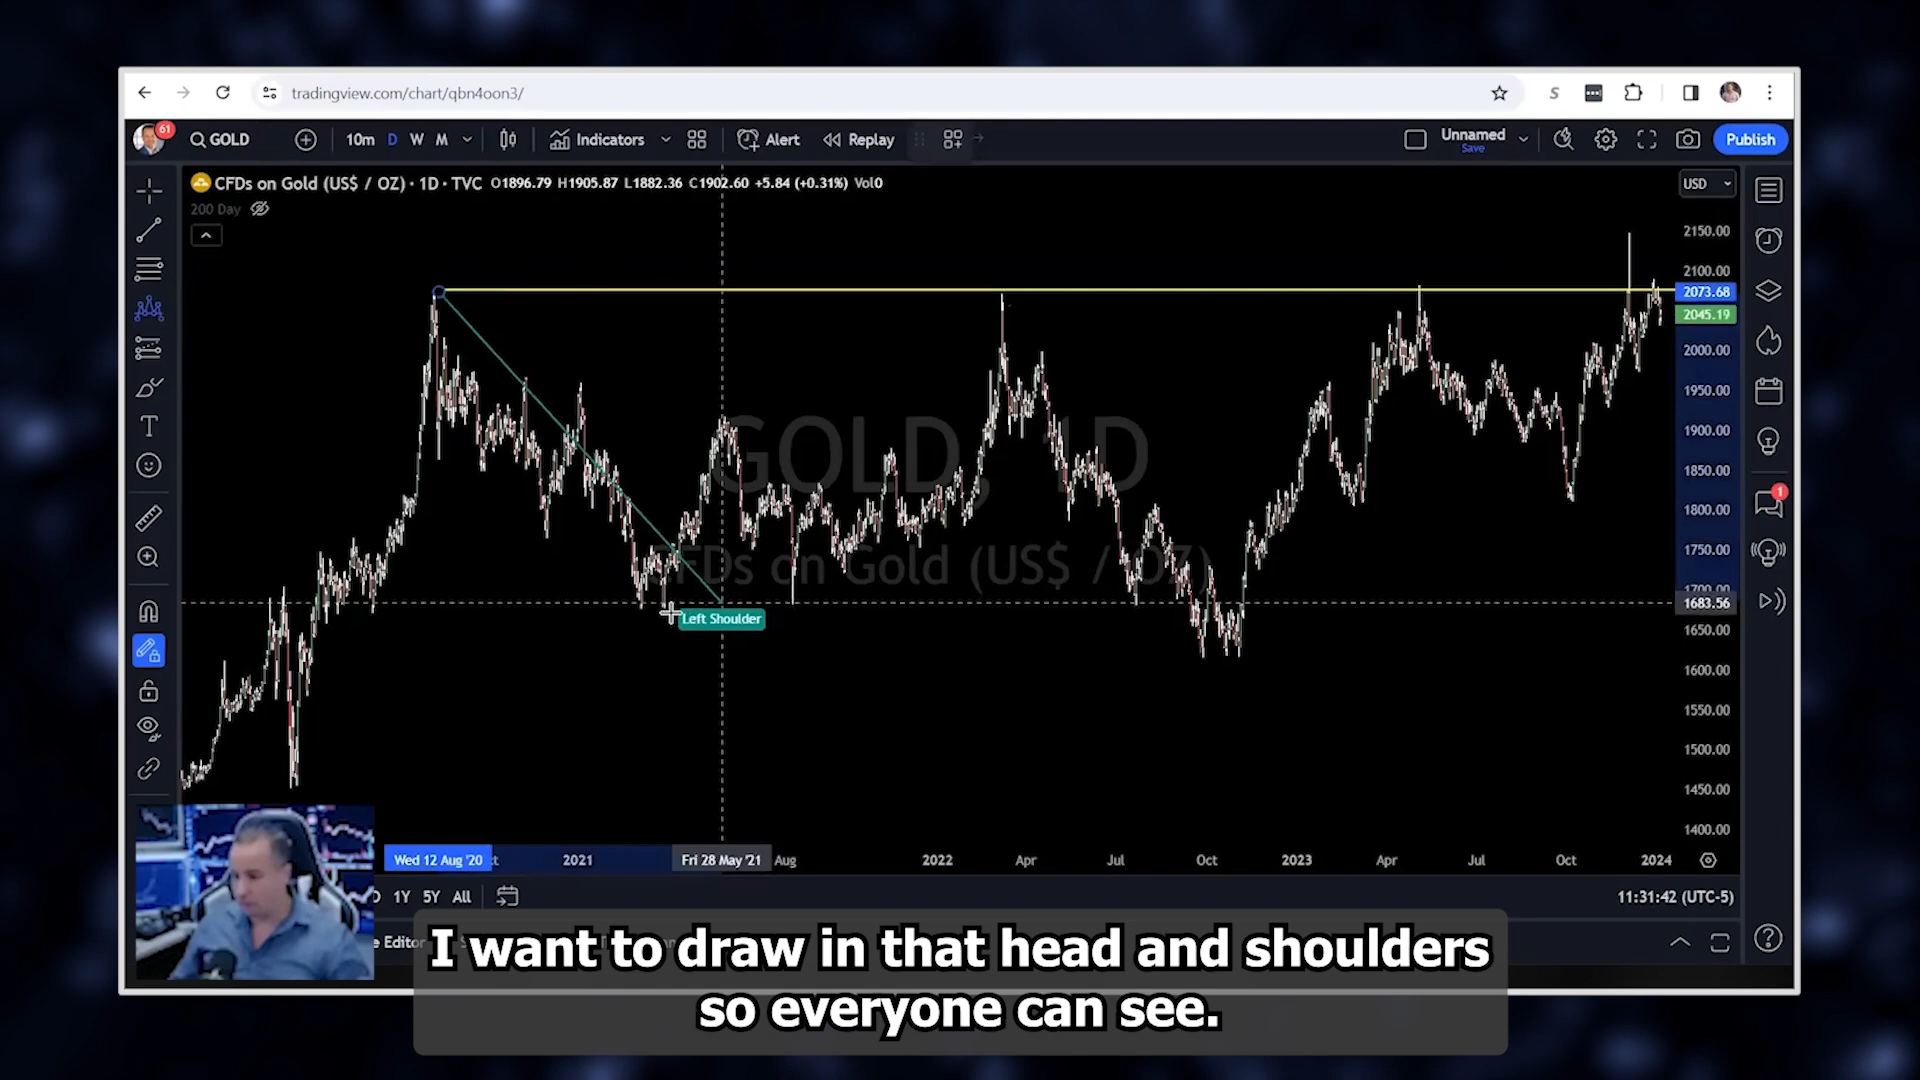 tradingview.com/chart/qbn4oon3/
S
61
GOLD
10m D W M
Indicators
Alert
Replay
Unnamed
Save
Publish
CFDs on Gold (US$ / OZ) · 1D · TVC O1896.79 H1905.87 L1882.36 C1902.60 +5.84 (+0.31%) Vol0
USD
200 Day
2150.00
2100.00
2073.68
2045.19
2000.00
1950.00
1900.00
1850.00
1800.00
1750.00
1700.00
1683.56
1650.00
1600.00
1550.00
1500.00
1450.00
1400.00
GOLD, 1D
CFDs on Gold (US$ / OZ)
Left Shoulder
1
Wed 12 Aug '20
2021
Fri 28 May '21
Aug
2022
Apr
Jul
Oct
2023
Apr
Jul
Oct
2024
1Y 5Y All
11:31:42 (UTC-5)
e Editor
I want to draw in that head and shoulders
so everyone can see.